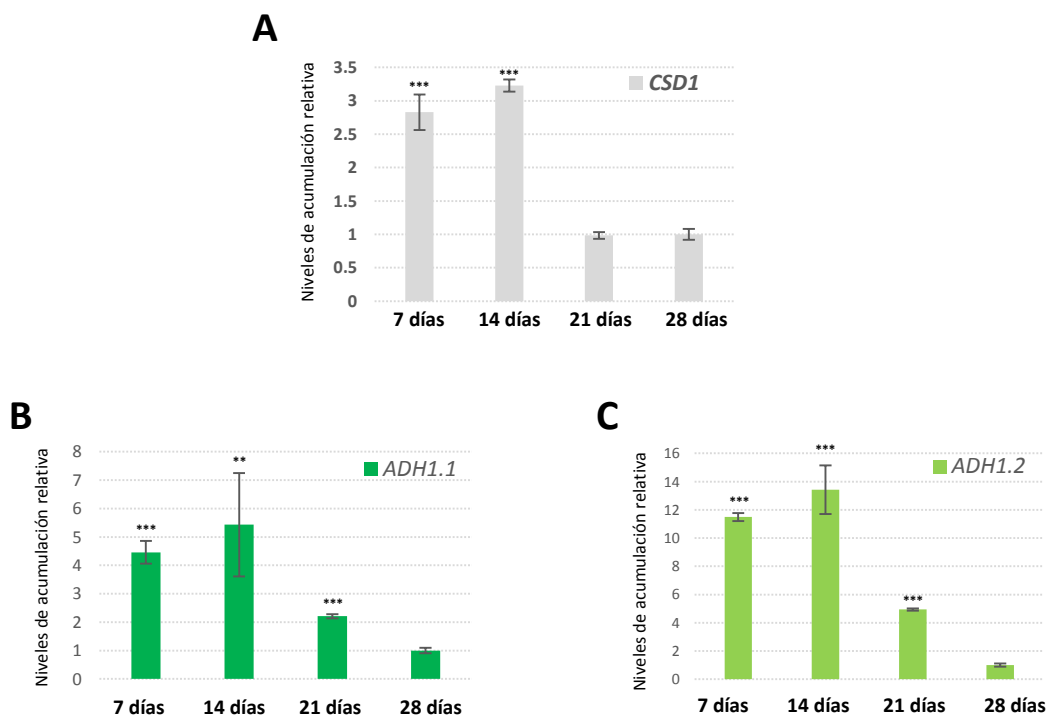 A
Niveles de acumulación relativa
3.5
3
2.5
2
1.5
1
0.5
0
***
***
CSD1
7 días 14 días 21 días 28 días
B
Niveles de acumulación relativa
8
7
6
5
4
3
2
1
0
***
**
***
ADH1.1
7 días 14 días 21 días 28 días
C
Niveles de acumulación relativa
16
14
12
10
8
6
4
2
0
***
***
***
ADH1.2
7 días 14 días 21 días 28 días